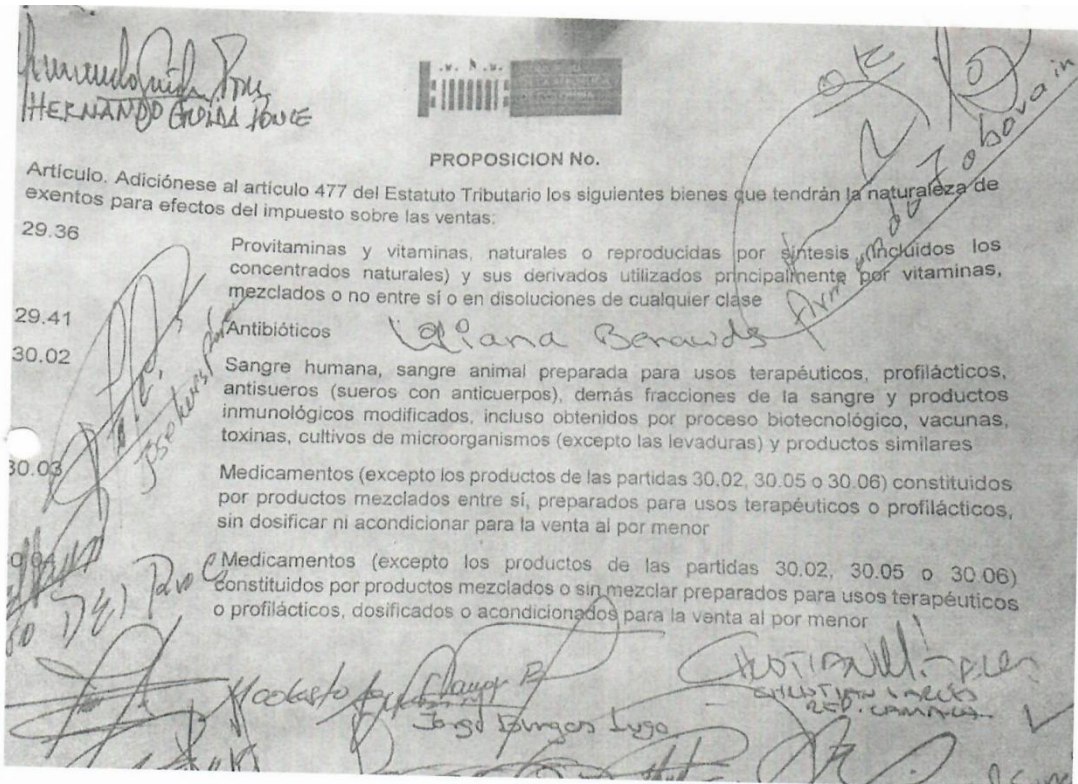 HERNANDO GUIDA PONCE
PROPOSICION No.
Artículo. Adiciónese al artículo 477 del Estatuto Tributario los siguientes bienes que tendrán la naturaleza de
exentos para efectos del impuesto sobre las ventas:
29.36
Provitaminas y vitaminas, naturales o reproducidas por síntesis (incluidos los
concentrados naturales) y sus derivados utilizados principalmente por vitaminas,
mezclados o no entre sí o en disoluciones de cualquier clase
29.41
Antibióticos
30.02
Sangre humana, sangre animal preparada para usos terapéuticos, profilácticos,
antisueros (sueros con anticuerpos), demás fracciones de la sangre y productos
inmunológicos modificados, incluso obtenidos por proceso biotecnológico, vacunas,
toxinas, cultivos de microorganismos (excepto las levaduras) y productos similares
30.03
Medicamentos (excepto los productos de las partidas 30.02, 30.05 o 30.06) constituidos
por productos mezclados entre sí, preparados para usos terapéuticos o profilácticos,
sin dosificar ni acondicionar para la venta al por menor
Medicamentos (excepto los productos de las partidas 30.02, 30.05 o 30.06)
constituidos por productos mezclados o sin mezclar preparados para usos terapéuticos
o profilácticos, dosificados o acondicionados para la venta al por menor
Modesto
Jorge Burgos Lugo